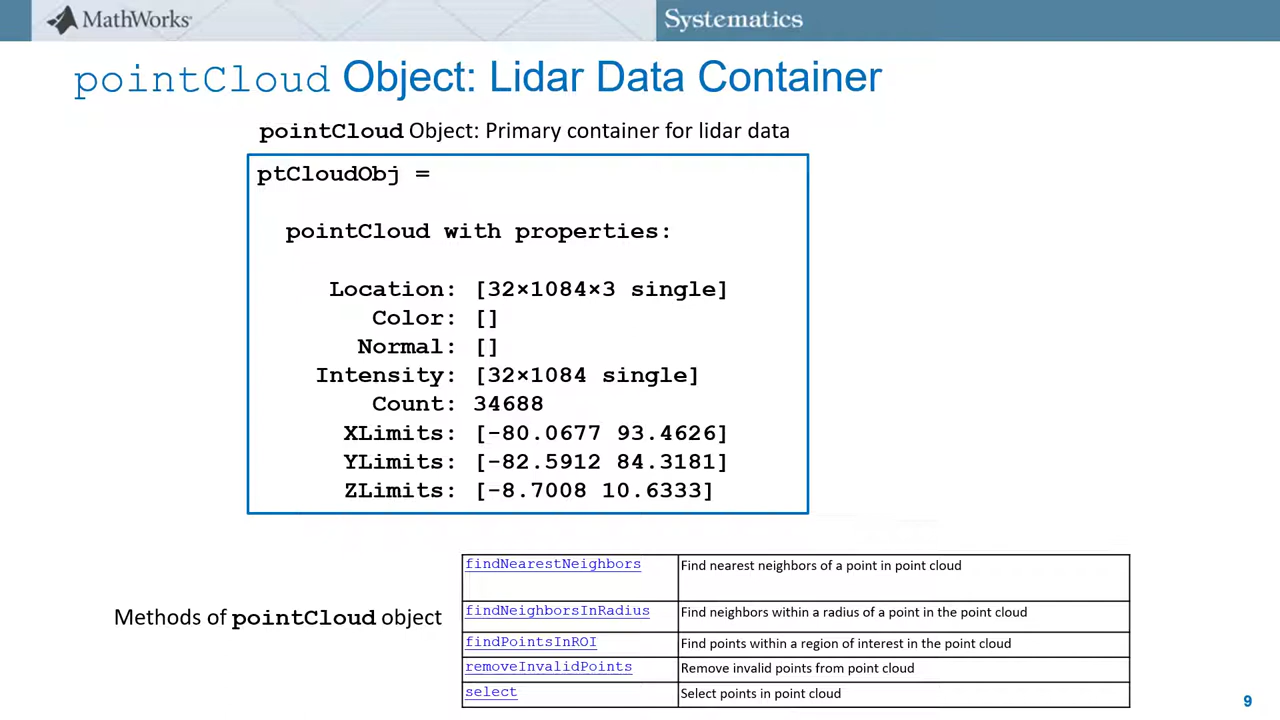 MathWorks
Systematics
pointCloud Object: Lidar Data Container
pointCloud Object: Primary container for lidar data
ptCloudObj =
pointCloud with properties:
Location: [32×1084×3 single]
Color: []
Normal: []
Intensity: [32×1084 single]
Count: 34688
XLimits: [-80.0677 93.4626]
YLimits: [-82.5912 84.3181]
ZLimits: [-8.7008 10.6333]
Methods of pointCloud object
findNearestNeighbors Find nearest neighbors of a point in point cloud
findNeighborsInRadius Find neighbors within a radius of a point in the point cloud
findPointsInROI Find points within a region of interest in the point cloud
removeInvalidPoints Remove invalid points from point cloud
select Select points in point cloud
9